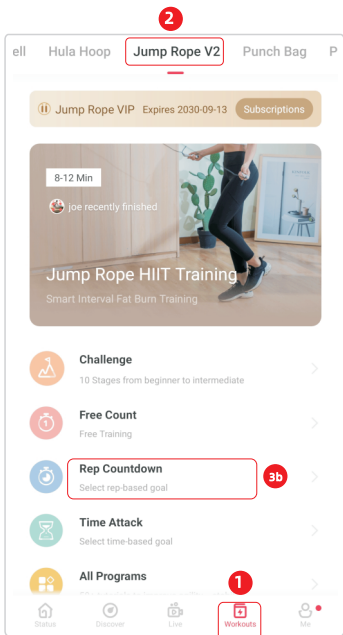 2
ell Hula Hoop Jump Rope V2 Punch Bag P
Jump Rope VIP Expires 2030-09-13 Subscriptions
8-12 Min
joe recently finished
Jump Rope HIIT Training
Smart Interval Fat Burn Training
Challenge
10 Stages from beginner to intermediate
1
Free Count
Free Training
Rep Countdown
Select rep-based goal
3b
Time Attack
Select time-based goal
All Programs
1
Status Discover Live Workouts Me